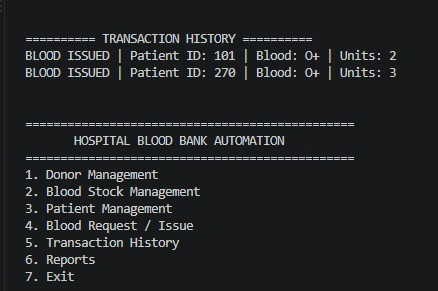 ========== TRANSACTION HISTORY ==========
BLOOD ISSUED | Patient ID: 101 | Blood: O+ | Units: 2
BLOOD ISSUED | Patient ID: 270 | Blood: O+ | Units: 3
===============================================
HOSPITAL BLOOD BANK AUTOMATION
===============================================
1. Donor Management
2. Blood Stock Management
3. Patient Management
4. Blood Request / Issue
5. Transaction History
6. Reports
7. Exit